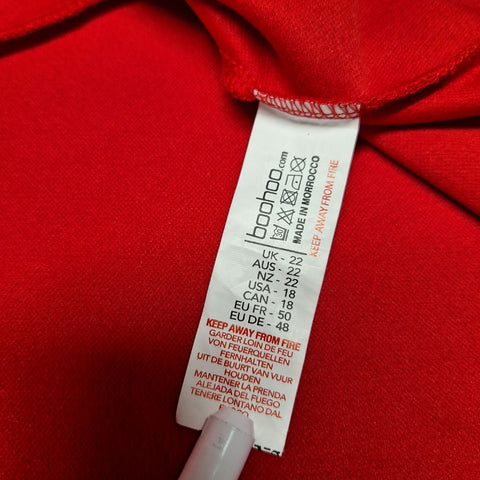 boohoo.com
30
MADE IN MORROCCO
KEEP AWAY FROM FIRE
UK - 22
AUS - 22
NZ - 22
USA - 18
CAN - 18
EU FR - 50
EU DE - 48
KEEP AWAY FROM FIRE
GARDER LOIN DE FEU
VON FEUERQUELLEN
FERNHALTEN
UIT DE BUURT VAN VUUR
HOUDEN
MANTENER LA PRENDA
ALEJADA DEL FUEGO
TENERE LONTANO DAL